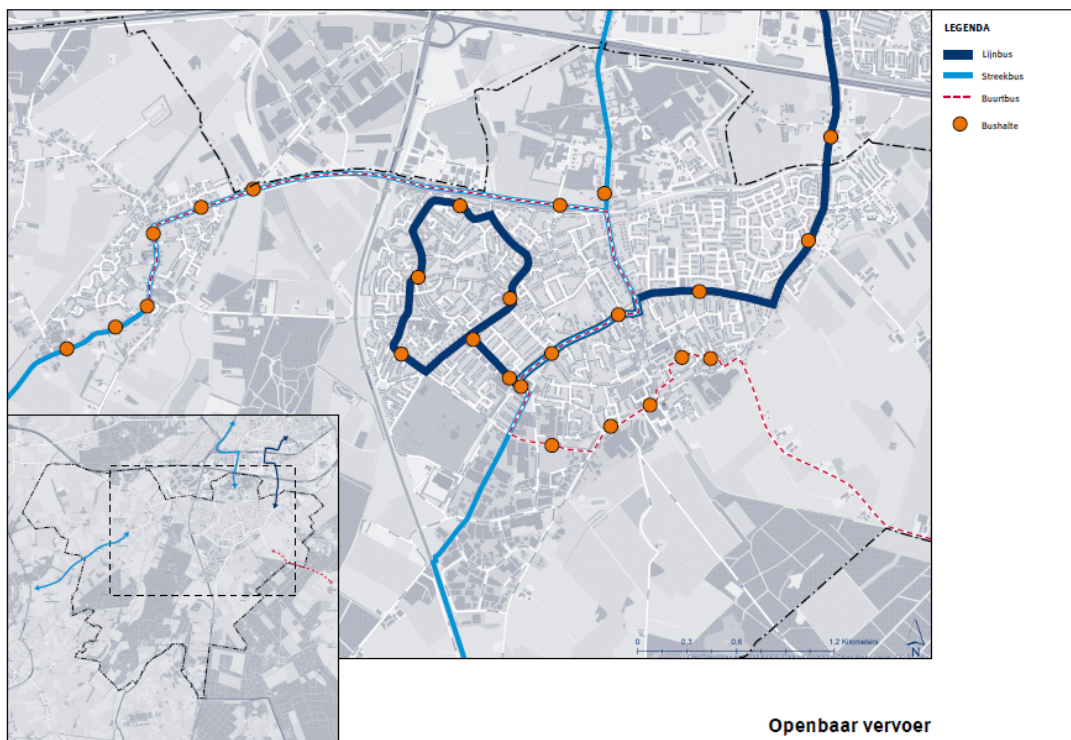 LEGENDA
Lijnbus
Streekbus
Buurtbus
Bushalte
0 0,3 0,6 1,2 Kilometers
N
Openbaar vervoer